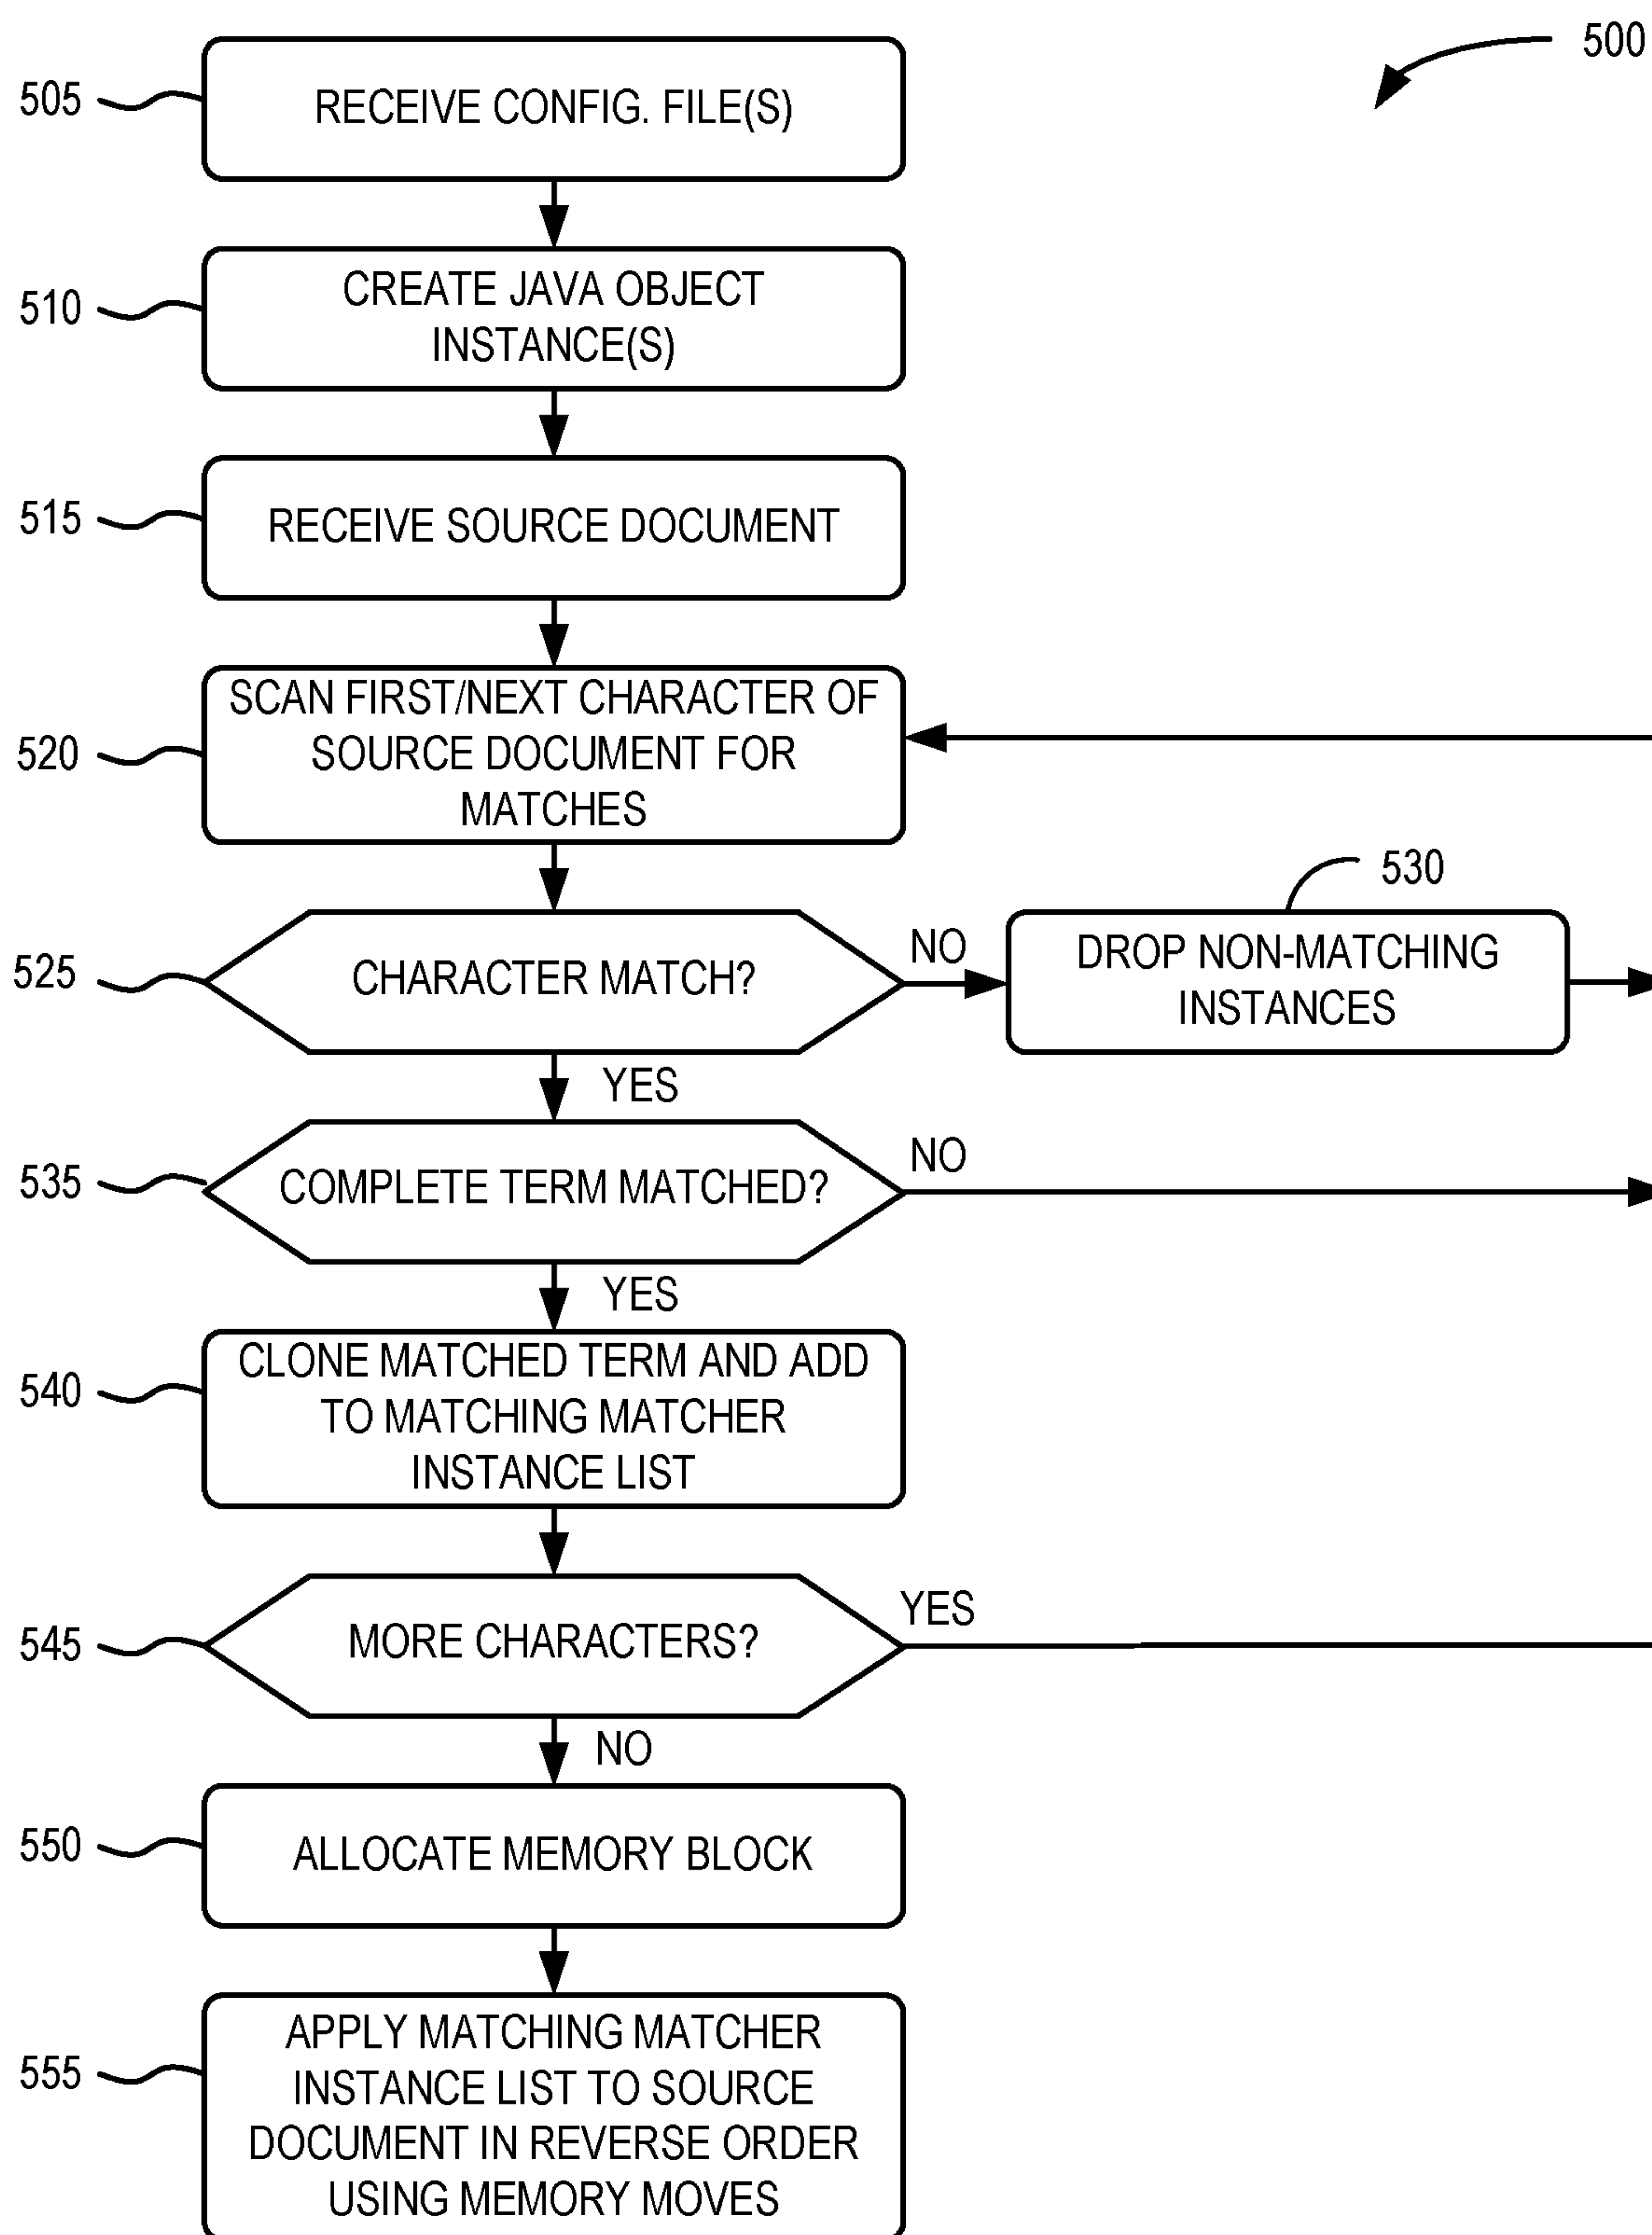 500
505
RECEIVE CONFIG. FILE(S)
510
CREATE JAVA OBJECT
INSTANCE(S)
515
RECEIVE SOURCE DOCUMENT
520
SCAN FIRST/NEXT CHARACTER OF
SOURCE DOCUMENT FOR
MATCHES
530
525
CHARACTER MATCH?
NO
DROP NON-MATCHING
INSTANCES
YES
535
COMPLETE TERM MATCHED?
NO
YES
540
CLONE MATCHED TERM AND ADD
TO MATCHING MATCHER
INSTANCE LIST
545
MORE CHARACTERS?
YES
NO
550
ALLOCATE MEMORY BLOCK
555
APPLY MATCHING MATCHER
INSTANCE LIST TO SOURCE
DOCUMENT IN REVERSE ORDER
USING MEMORY MOVES